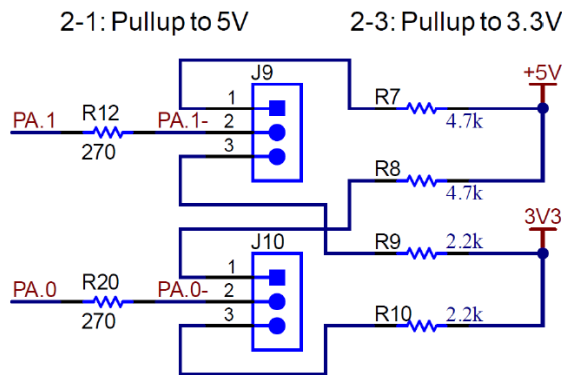 2-1: Pullup to 5V
2-3: Pullup to 3.3V
J9
+5V
R7
PA.1
R12
PA.1-
1
2
3
4.7k
270
R8
4.7k
3V3
J10
R9
2.2k
PA.0
R20
PA.0-
1
2
3
270
R10
2.2k